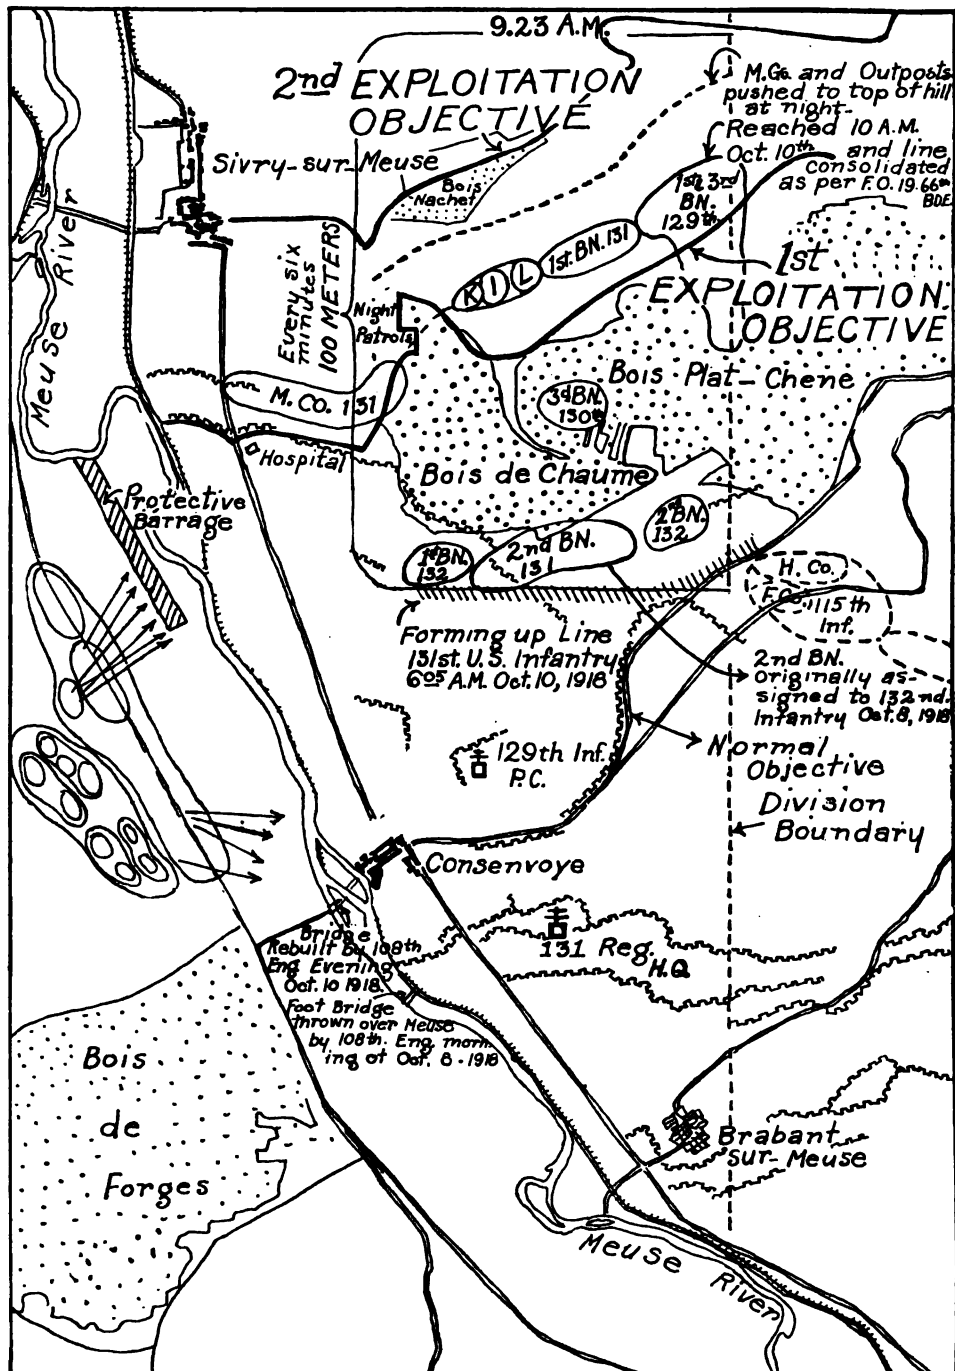 9.23 A.M.
2nd EXPLOITATION
OBJECTIVE
M.Gs. and Outposts
pushed to top of hill
at night-
Reached 10 A.M.
Oct. 10th and line
consolidated
as per F.O. 19. 66th
BDE.
Sivry-sur-Meuse
Bois
Nachet
1st & 3rd
BN.
129th
1st. BN. 131
K I L
1st
EXPLOITATION
OBJECTIVE
Meuse River
Every six
minutes
100 METERS
Night
Patrols
M. Co. 131
Bois Plat-Chene
3d BN.
130th
Hospital
Bois de Chaume
Protective
Barrage
1st BN.
132
2nd BN.
131
2nd BN.
132
H. Co.
F. Co. 115th
Inf.
Forming up Line
131st. U.S. Infantry
605 A.M. Oct. 10, 1918
2nd BN.
originally as-
signed to 132nd.
Infantry Oct. 8, 1918
Normal
Objective
129th Inf.
P.C.
Division
Boundary
Consenvoye
Bridge
Rebuilt by 108th
Eng Evening
Oct. 10 1918.
131 Reg.
H.Q
Foot Bridge
thrown over Meuse
by 108th. Eng. morn-
ing of Oct. 8-1918
Bois
de
Forges
Brabant
sur-Meuse
Meuse River